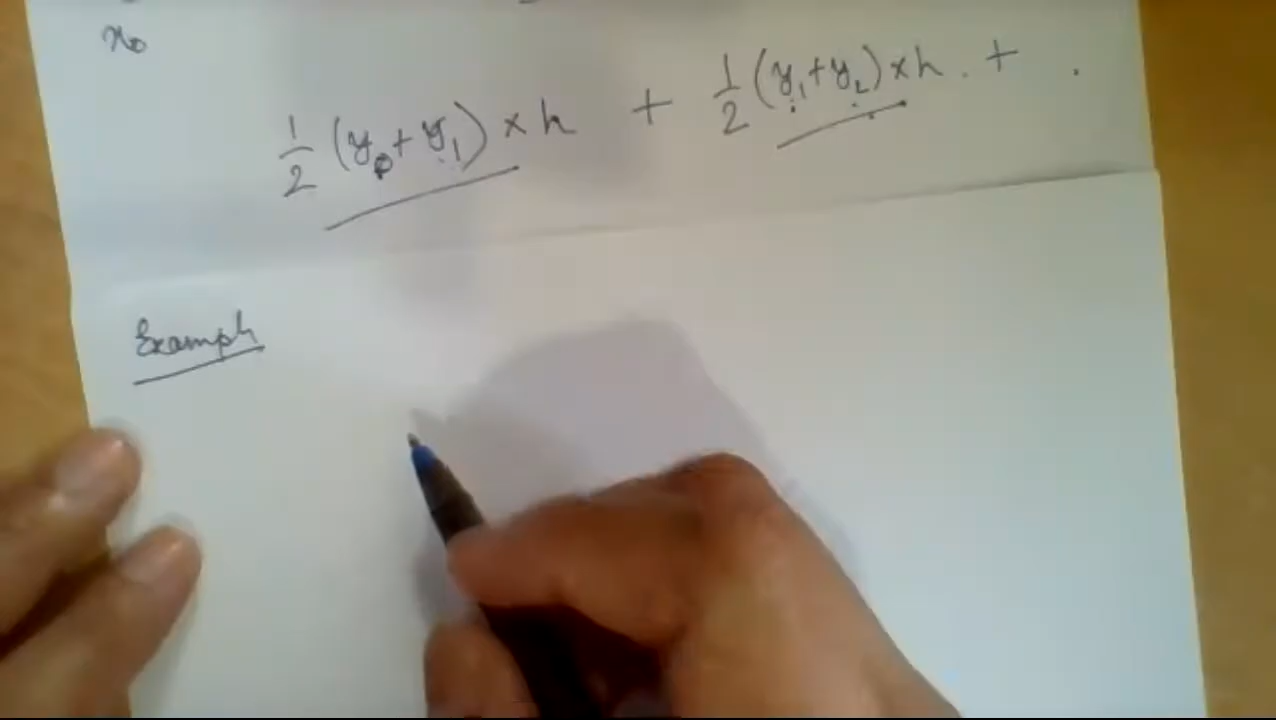 x₀
1/2 (y₀ + y₁) × h + 1/2 (y₁ + y₂) × h . + .
Example